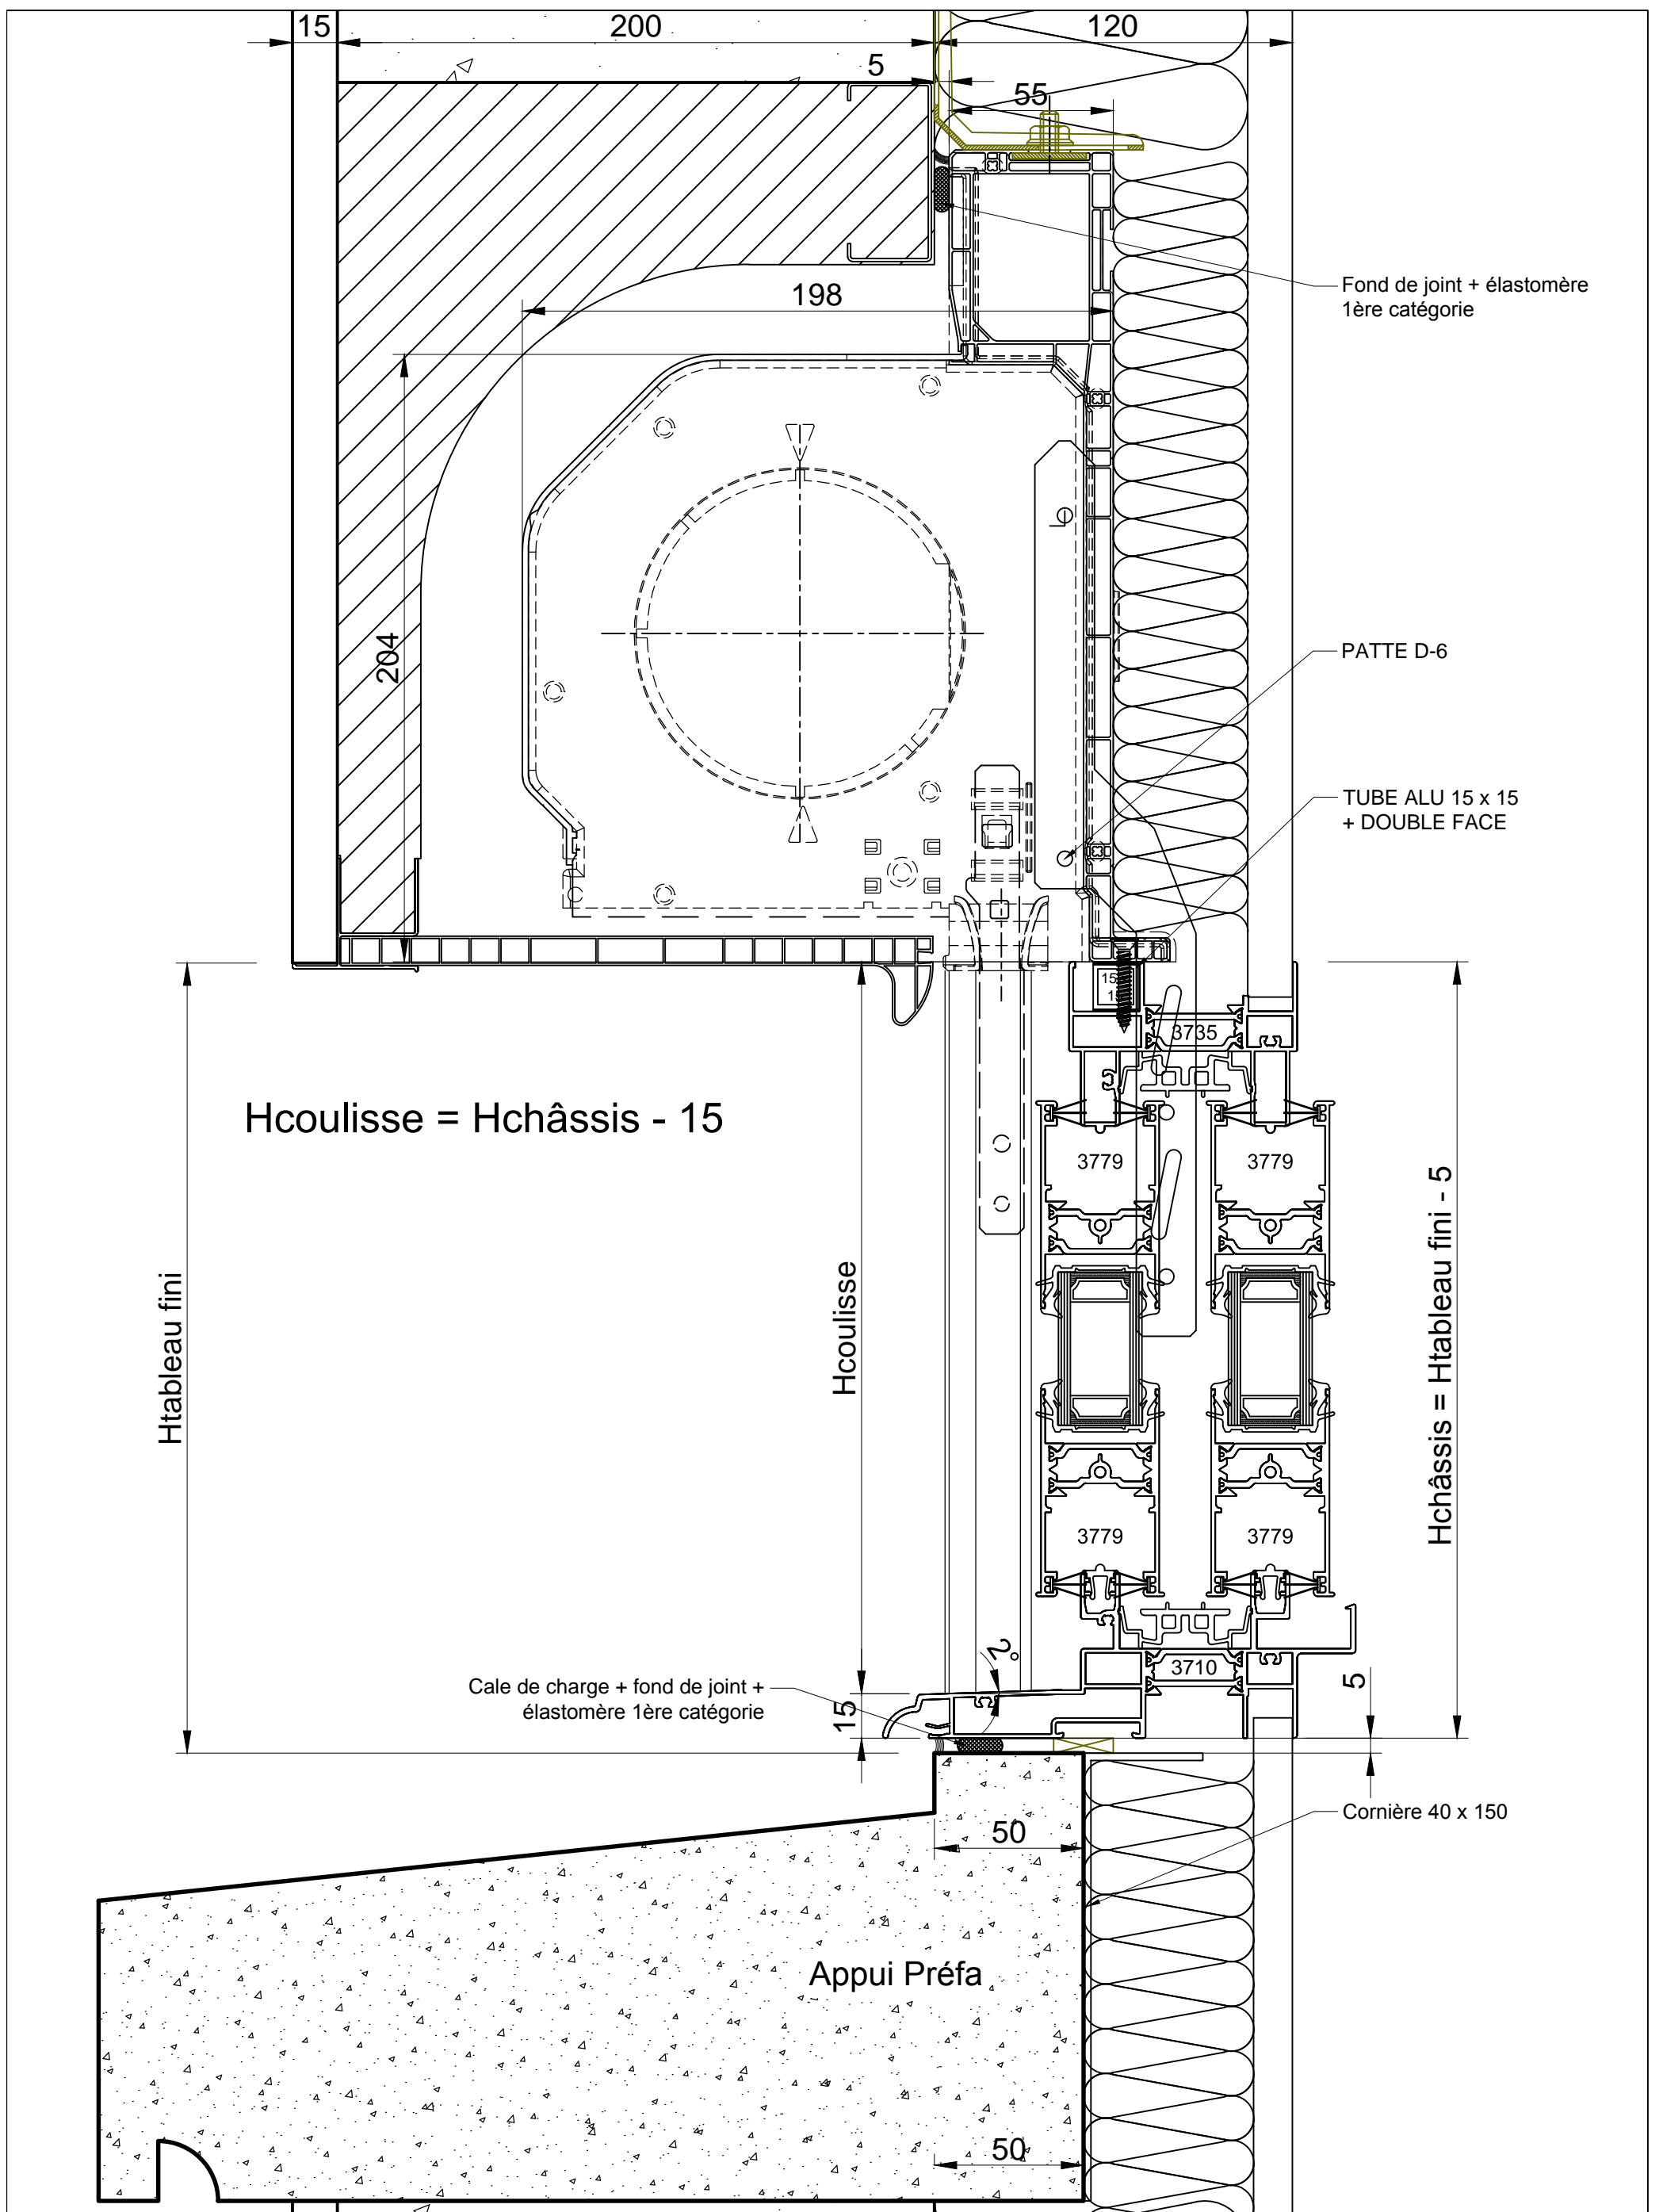 15
200
120
5
55
198
Fond de joint + élastomère
1ère catégorie
204
PATTE D-6
TUBE ALU 15 x 15
+ DOUBLE FACE
15
3735
Hcoulisse = Hchâssis - 15
3779
3779
Htableau fini
Hcoulisse
Hchâssis = Htableau fini - 5
3779
3779
2°
3710
Cale de charge + fond de joint +
élastomère 1ère catégorie
15
5
Cornière 40 x 150
50
Appui Préfa
50